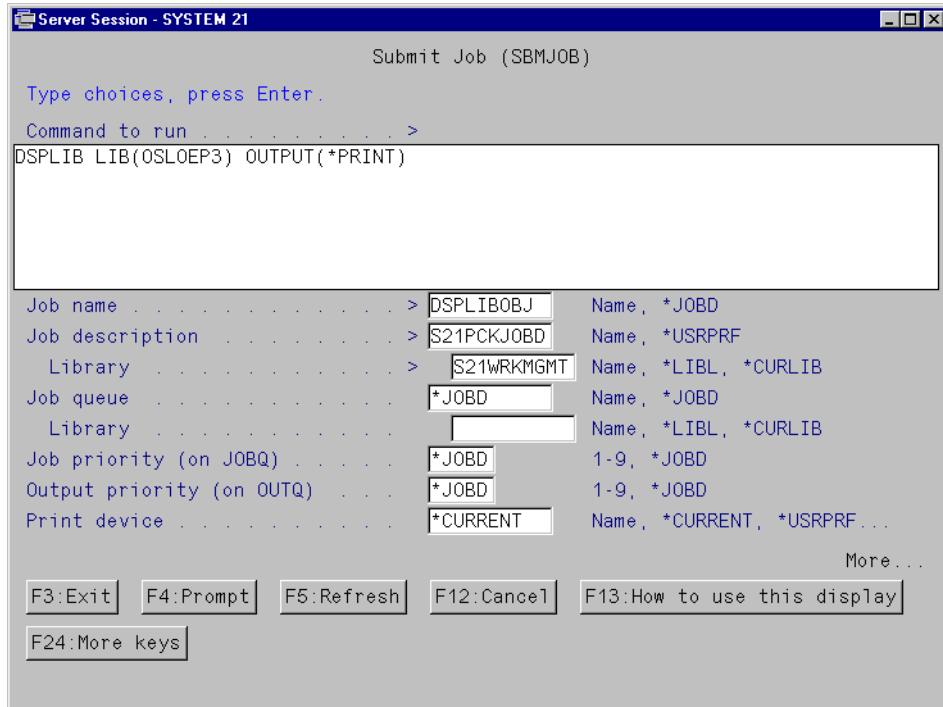 Server Session - SYSTEM 21
Submit Job (SBMJOB)
Type choices, press Enter.
Command to run . . . . . . . . . >
DSPLIB LIB(OSLOEP3) OUTPUT(*PRINT)
Job name . . . . . . . . . . . . > DSPLIBOBJ Name, *JOBD
Job description . . . . . . . . > S21PCKJOBD Name, *USRPRF
Library . . . . . . . . . . . > S21WRKMGMT Name, *LIBL, *CURLIB
Job queue . . . . . . . . . . . *JOBD Name, *JOBD
Library . . . . . . . . . . . Name, *LIBL, *CURLIB
Job priority (on JOBQ) . . . . . *JOBD 1-9, *JOBD
Output priority (on OUTQ) . . . *JOBD 1-9, *JOBD
Print device . . . . . . . . . . *CURRENT Name, *CURRENT, *USRPRF...
More...
F3:Exit F4:Prompt F5:Refresh F12:Cancel F13:How to use this display
F24:More keys